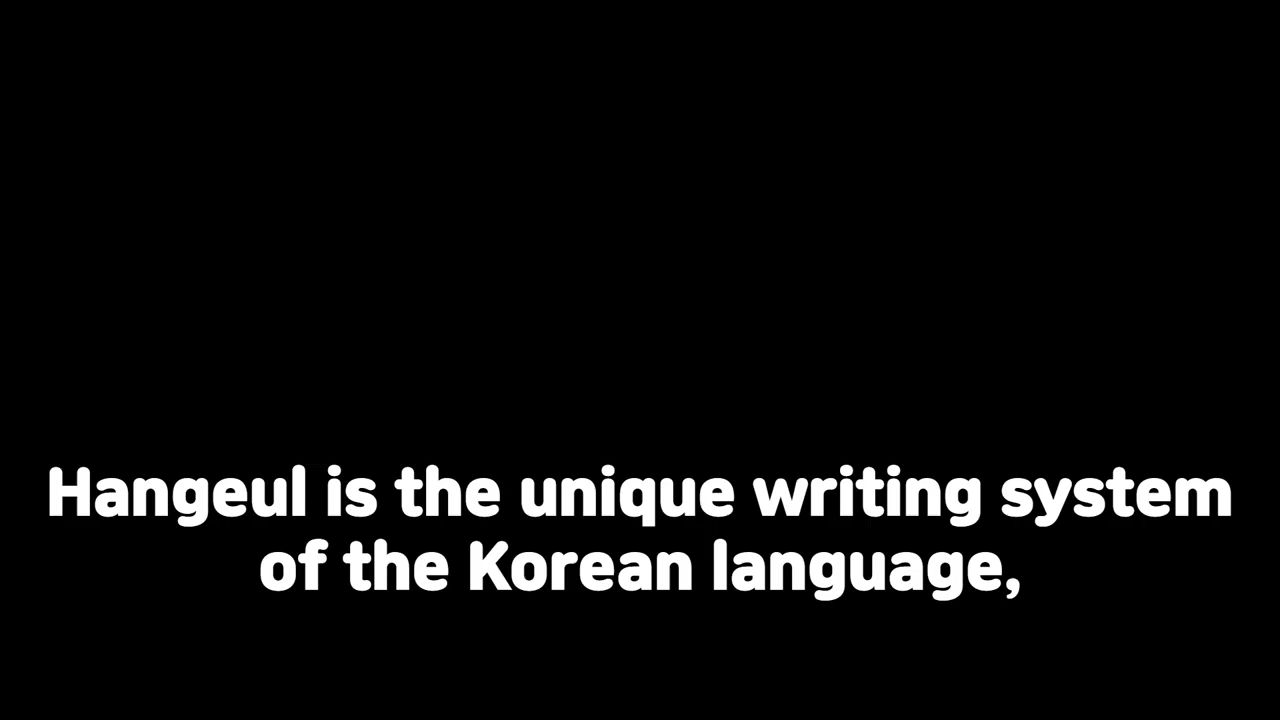 Hangeul is the unique writing system
of the Korean language,